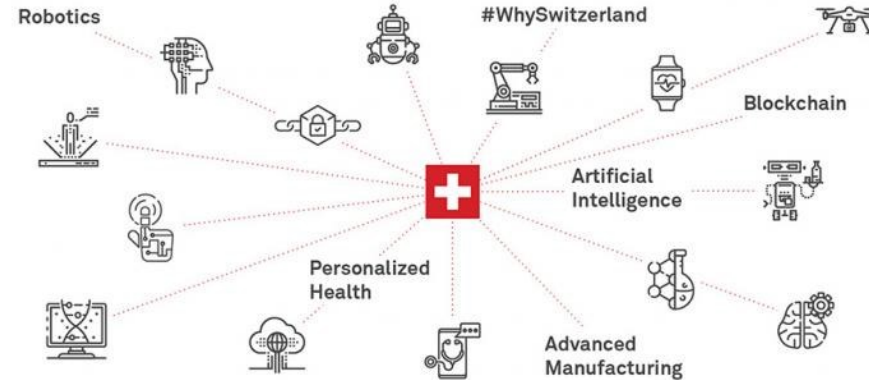 Robotics
#WhySwitzerland
Blockchain
Artificial
Intelligence
Personalized
Health
Advanced
Manufacturing